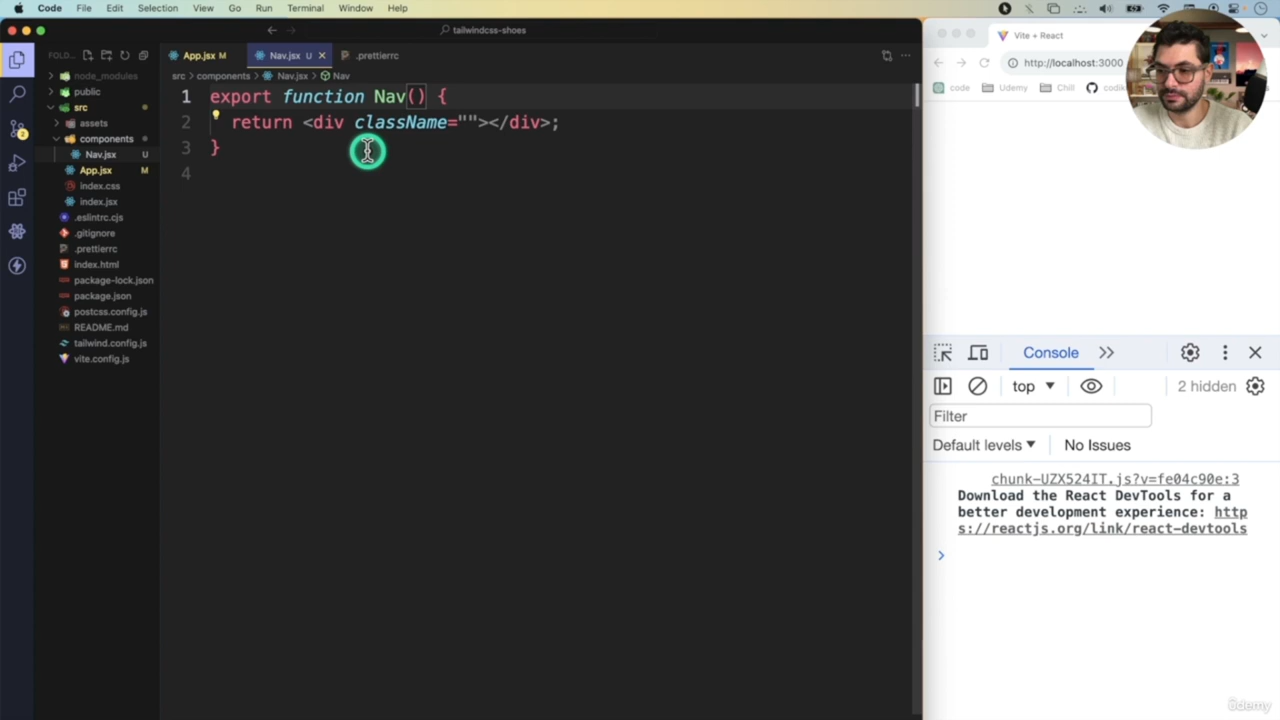 Code File Edit Selection View Go Run Terminal Window Help
tailwindcss-shoes
FOLD...
node_modules
public
src
assets
components
Nav.jsx U
App.jsx M
index.css
index.jsx
.eslintrc.cjs
.gitignore
.prettierrc
index.html
package-lock.json
package.json
postcss.config.js
README.md
tailwind.config.js
vite.config.js
App.jsx M Nav.jsx U .prettierrc
src components Nav.jsx Nav
1 export function Nav() {
2 return <div className=""></div>;
3 }
4
Vite + React
http://localhost:3000
code Udemy Chill
Console
top
2 hidden
Filter
Default levels No Issues
chunk-UZX524IT.js?v=fe04c90e:3
Download the React DevTools for a
better development experience: http
s://reactjs.org/link/react-devtools
ûdemy